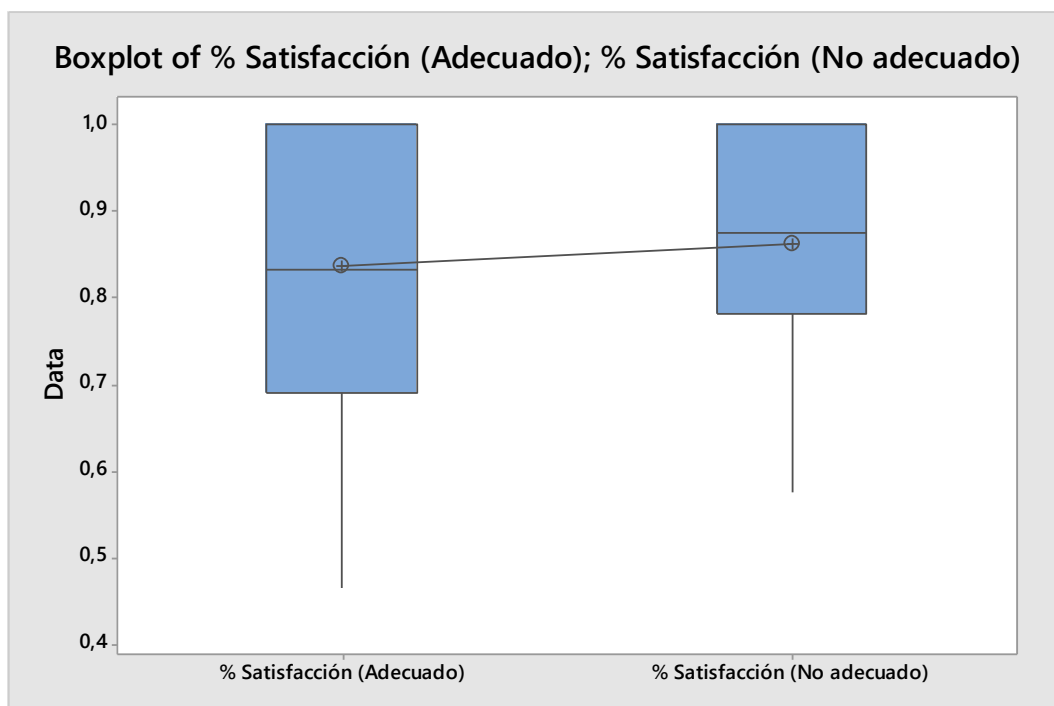 Boxplot of % Satisfacción (Adecuado); % Satisfacción (No adecuado)
1,0
0,9
0,8
0,7
0,6
0,5
0,4
Data
% Satisfacción (Adecuado)
% Satisfacción (No adecuado)